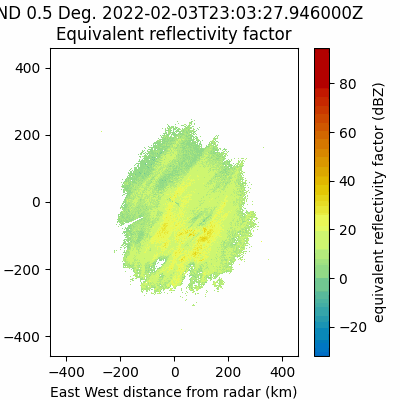 ND 0.5 Deg. 2022-02-03T23:03:27.946000Z
Equivalent reflectivity factor
400
200
0
−200
−400
−400 −200 0 200 400
East West distance from radar (km)
80
60
40
20
0
−20
equivalent reflectivity factor (dBZ)